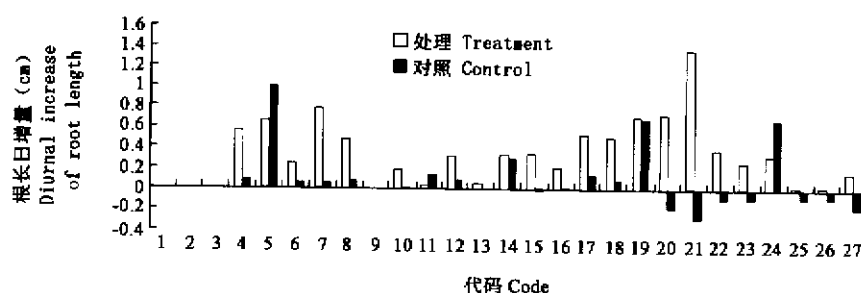 根长日增量 (cm)
Diurnal increase
of root length
1.6
1.4
1.2
1
0.8
0.6
0.4
0.2
0
-0.2
-0.4
处理 Treatment
对照 Control
1 2 3 4 5 6 7 8 9 10 11 12 13 14 15 16 17 18 19 20 21 22 23 24 25 26 27
代码 Code